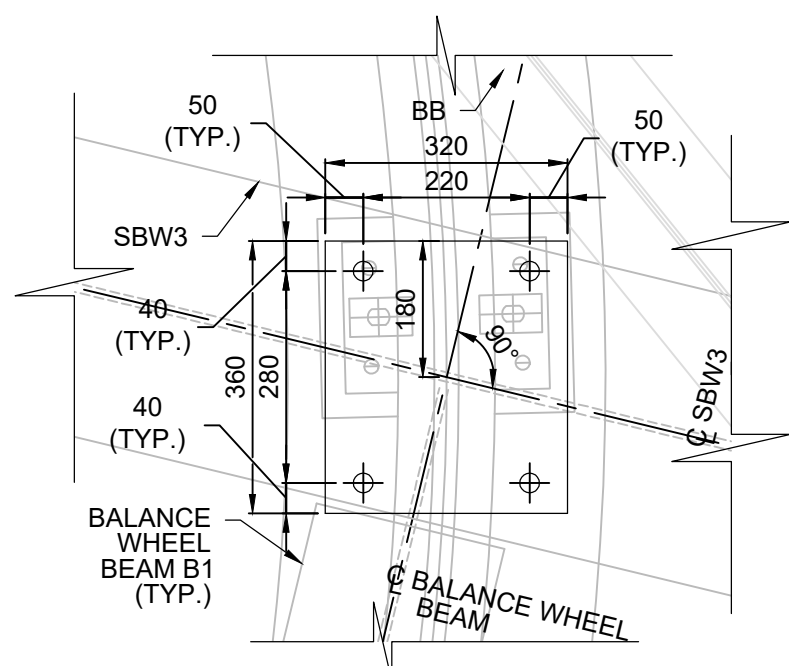 50
(TYP.)
BB
50
(TYP.)
320
220
SBW3
40
(TYP.)
180
90°
360
280
℄ SBW3
40
(TYP.)
BALANCE
WHEEL
BEAM B1
(TYP.)
℄ BALANCE WHEEL
BEAM